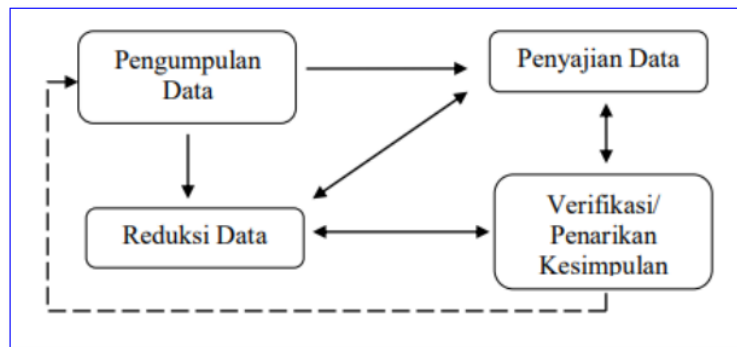 Pengumpulan
Data
Penyajian Data
Reduksi Data
Verifikasi/
Penarikan
Kesimpulan